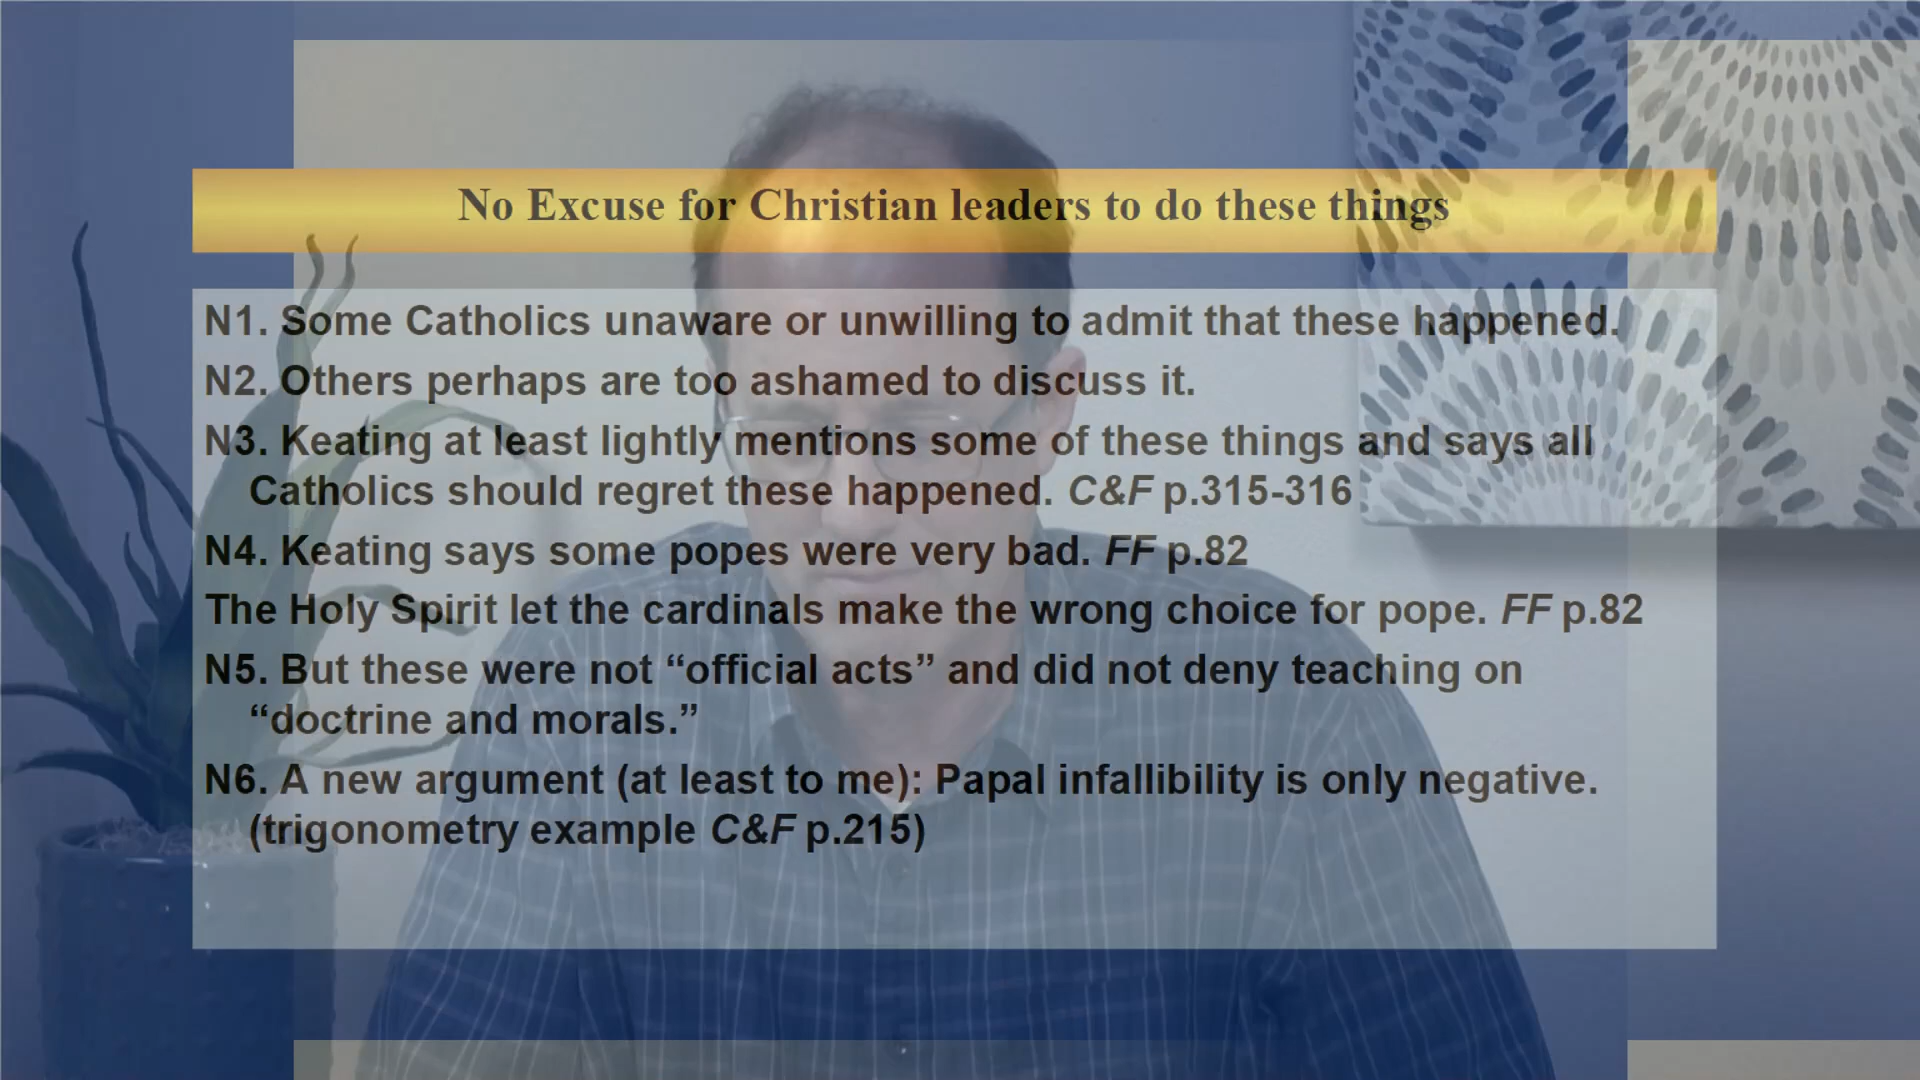 No Excuse for Christian leaders to do these things
N1. Some Catholics unaware or unwilling to admit that these happened.
N2. Others perhaps are too ashamed to discuss it.
N3. Keating at least lightly mentions some of these things and says all
Catholics should regret these happened. C&F p.315-316
N4. Keating says some popes were very bad. FF p.82
The Holy Spirit let the cardinals make the wrong choice for pope. FF p.82
N5. But these were not “official acts” and did not deny teaching on
“doctrine and morals.”
N6. A new argument (at least to me): Papal infallibility is only negative.
(trigonometry example C&F p.215)